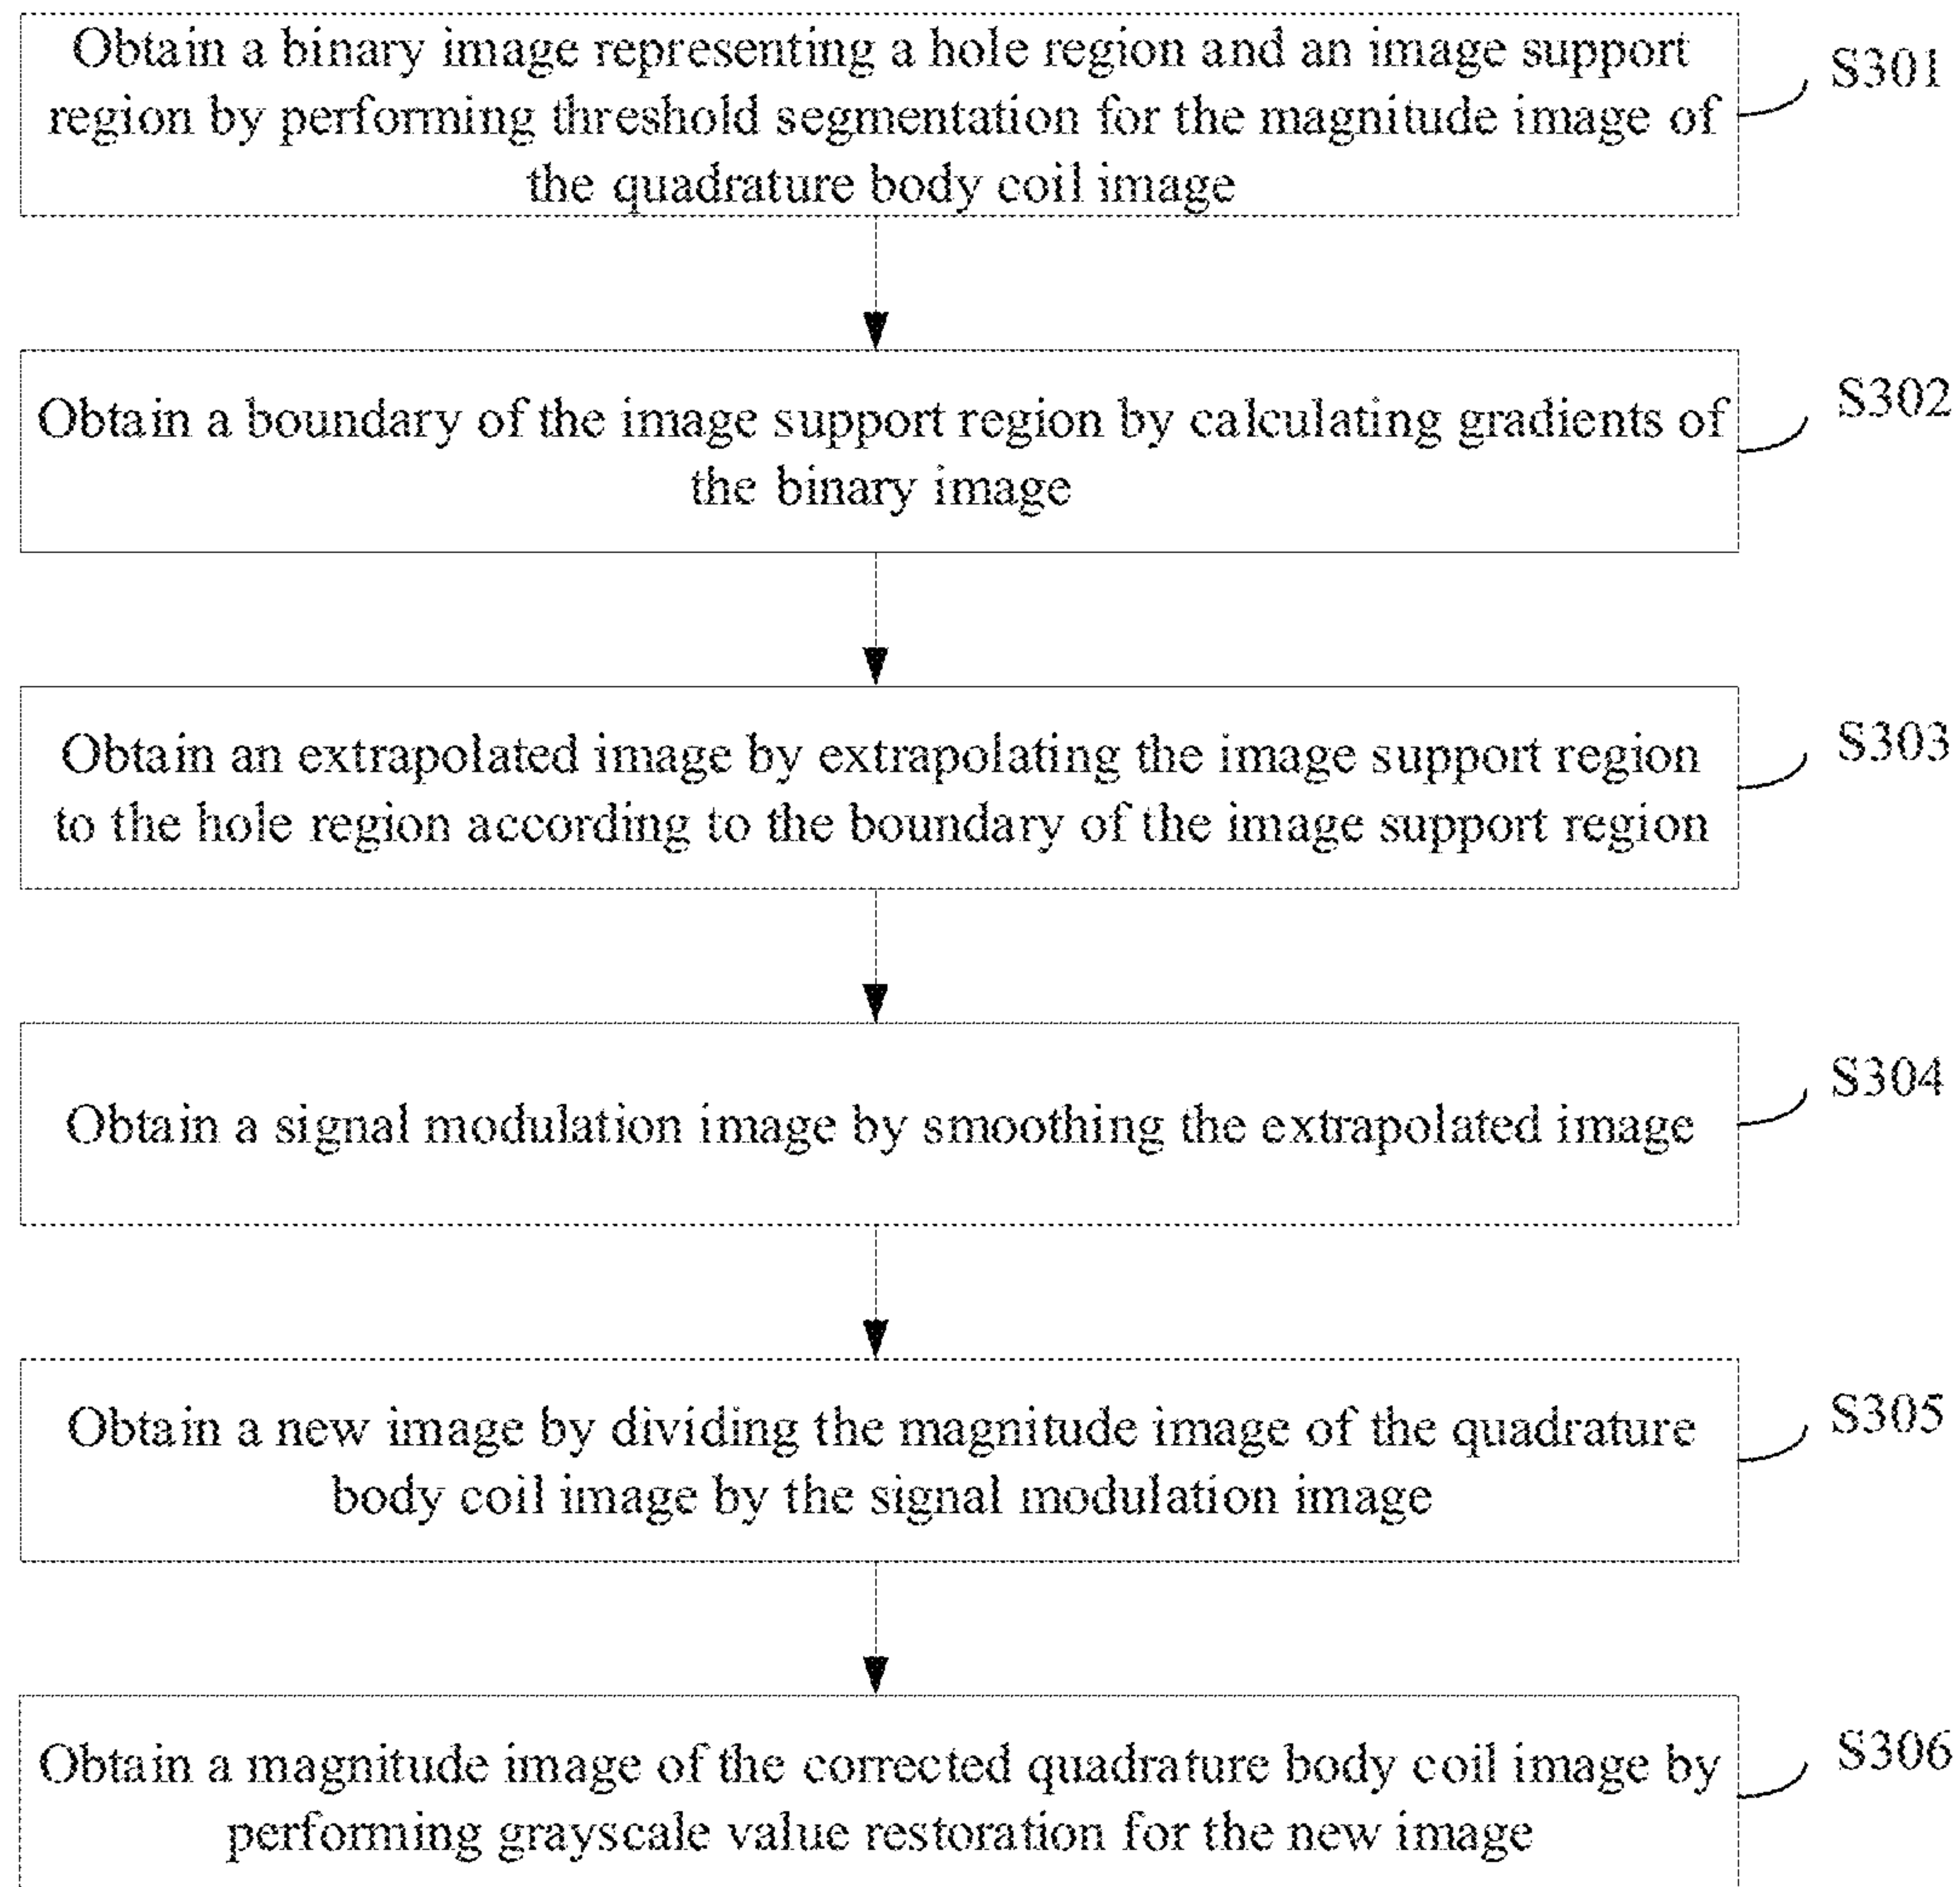 Obtain a binary image representing a hole region and an image support
region by performing threshold segmentation for the magnitude image of
the quadrature body coil image
S301
Obtain a boundary of the image support region by calculating gradients of
the binary image
S302
Obtain an extrapolated image by extrapolating the image support region
to the hole region according to the boundary of the image support region
S303
Obtain a signal modulation image by smoothing the extrapolated image
S304
Obtain a new image by dividing the magnitude image of the quadrature
body coil image by the signal modulation image
S305
Obtain a magnitude image of the corrected quadrature body coil image by
performing grayscale value restoration for the new image
S306